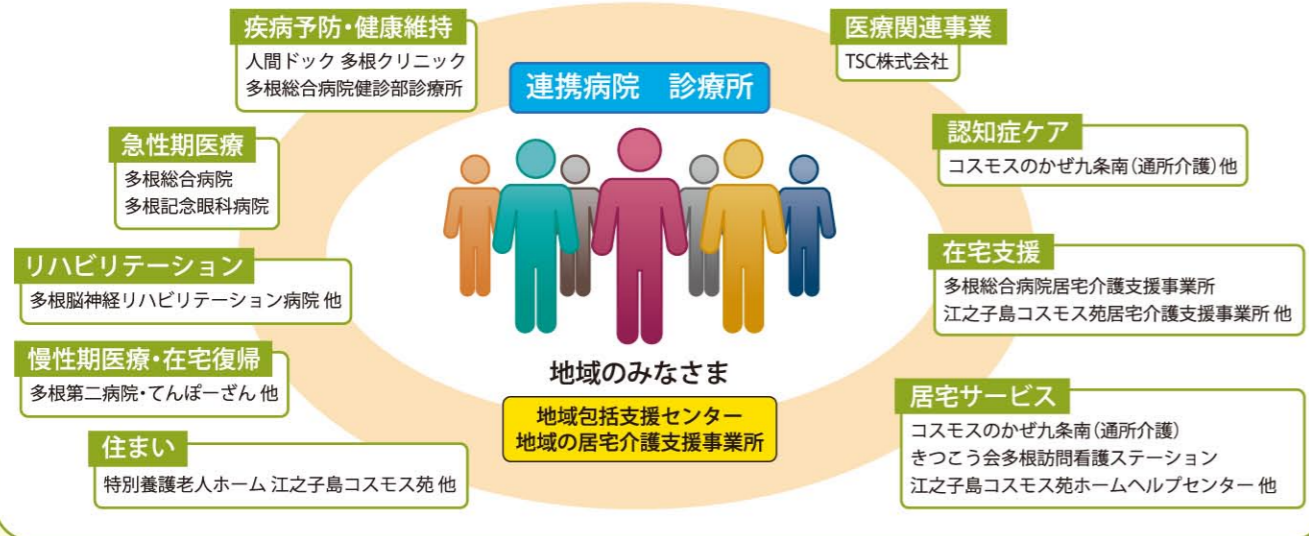 疾病予防・健康維持
人間ドック 多根クリニック
多根総合病院健診部診療所
医療関連事業
TSC株式会社
連携病院 診療所
急性期医療
多根総合病院
多根記念眼科病院
認知症ケア
コスモスのかぜ九条南(通所介護)他
リハビリテーション
多根脳神経リハビリテーション病院 他
在宅支援
多根総合病院居宅介護支援事業所
江之子島コスモス苑居宅介護支援事業所 他
慢性期医療・在宅復帰
多根第二病院・てんぽーざん 他
地域のみなさま
地域包括支援センター
地域の居宅介護支援事業所
住まい
特別養護老人ホーム 江之子島コスモス苑 他
居宅サービス
コスモスのかぜ九条南(通所介護)
きつこう会多根訪問看護ステーション
江之子島コスモス苑ホームヘルプセンター 他